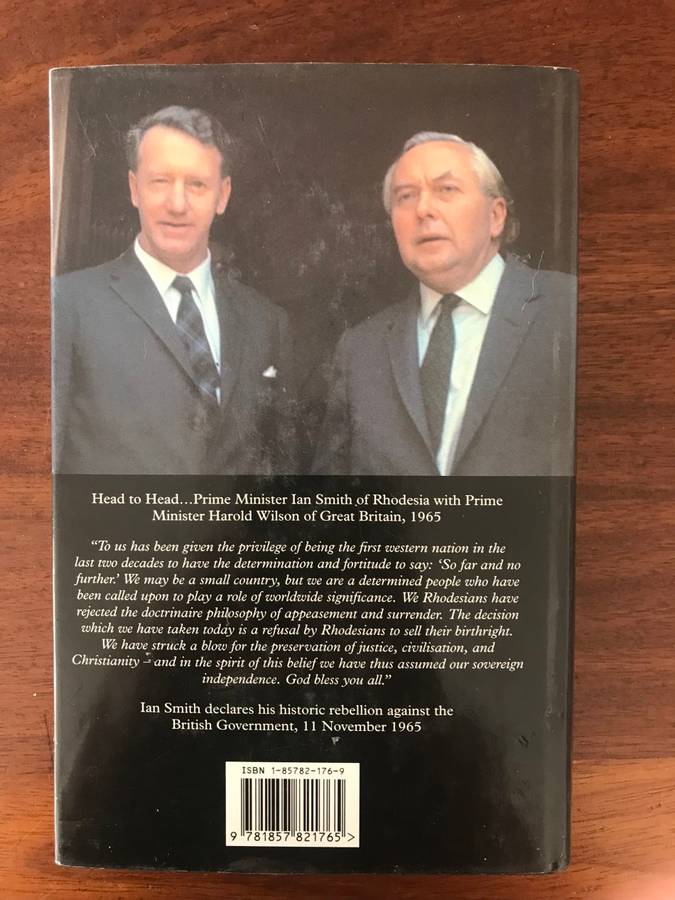 Head to Head...Prime Minister Ian Smith of Rhodesia with Prime
Minister Harold Wilson of Great Britain, 1965
“To us has been given the privilege of being the first western nation in the
last two decades to have the determination and fortitude to say: ‘So far and no
further.’ We may be a small country, but we are a determined people who have
been called upon to play a role of worldwide significance. We Rhodesians have
rejected the doctrinaire philosophy of appeasement and surrender. The decision
which we have taken today is a refusal by Rhodesians to sell their birthright.
We have struck a blow for the preservation of justice, civilisation, and
Christianity – and in the spirit of this belief we have thus assumed our sovereign
independence. God bless you all.”
Ian Smith declares his historic rebellion against the
British Government, 11 November 1965
ISBN 1-85782-176-9
9 781857 821765 >